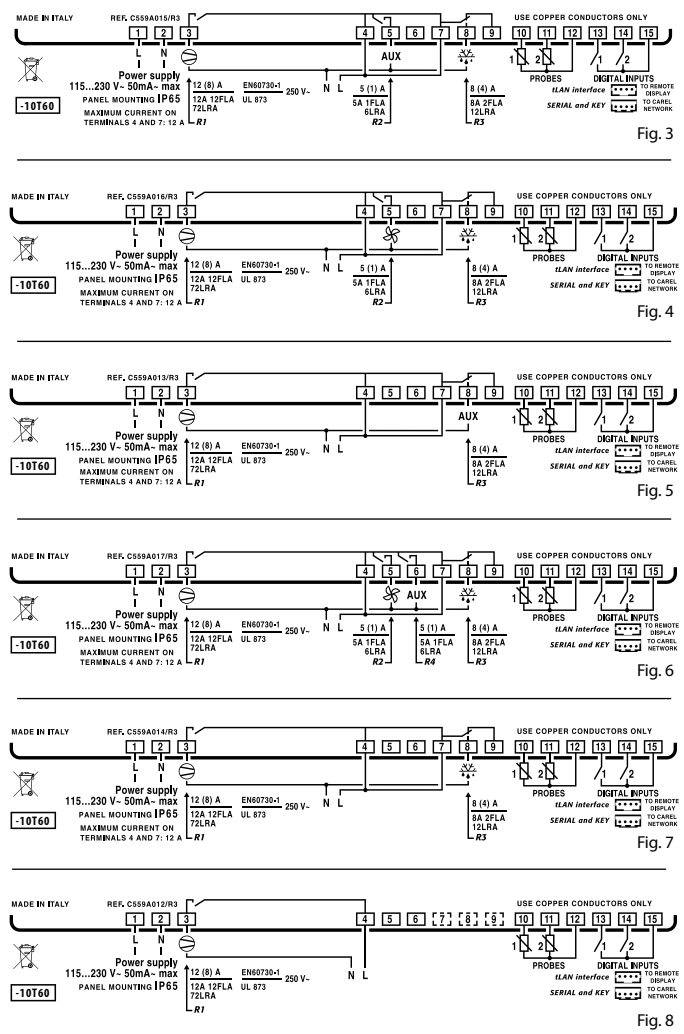 MADE IN ITALY REF. C559A015/R3 USE COPPER CONDUCTORS ONLY
1 2 3 4 5 6 7 8 9 10 11 12 13 14 15
L N AUX 1 2 1 2
Power supply PROBES DIGITAL INPUTS
115...230 V~ 50mA~ max
PANEL MOUNTING IP65
MAXIMUM CURRENT ON
TERMINALS 4 AND 7: 12 A
-10T60
12 (8) A
12A 12FLA
72LRA
R1
EN60730-1
UL 873
250 V~
N L
5 (1) A
5A 1FLA
6LRA
R2
8 (4) A
8A 2FLA
12LRA
R3
tLAN interface TO REMOTE DISPLAY
SERIAL and KEY TO CAREL NETWORK
Fig. 3
MADE IN ITALY REF. C559A016/R3 USE COPPER CONDUCTORS ONLY
1 2 3 4 5 6 7 8 9 10 11 12 13 14 15
L N 1 2 1 2
Power supply PROBES DIGITAL INPUTS
115...230 V~ 50mA~ max
PANEL MOUNTING IP65
MAXIMUM CURRENT ON
TERMINALS 4 AND 7: 12 A
-10T60
12 (8) A
12A 12FLA
72LRA
R1
EN60730-1
UL 873
250 V~
N L
5 (1) A
5A 1FLA
6LRA
R2
8 (4) A
8A 2FLA
12LRA
R3
tLAN interface TO REMOTE DISPLAY
SERIAL and KEY TO CAREL NETWORK
Fig. 4
MADE IN ITALY REF. C559A013/R3 USE COPPER CONDUCTORS ONLY
1 2 3 4 5 6 7 8 9 10 11 12 13 14 15
L N AUX 1 2 1 2
Power supply PROBES DIGITAL INPUTS
115...230 V~ 50mA~ max
PANEL MOUNTING IP65
MAXIMUM CURRENT ON
TERMINALS 4 AND 7: 12 A
-10T60
12 (8) A
12A 12FLA
72LRA
R1
EN60730-1
UL 873
250 V~
N L
8 (4) A
8A 2FLA
12LRA
R3
tLAN interface TO REMOTE DISPLAY
SERIAL and KEY TO CAREL NETWORK
Fig. 5
MADE IN ITALY REF. C559A017/R3 USE COPPER CONDUCTORS ONLY
1 2 3 4 5 6 7 8 9 10 11 12 13 14 15
L N AUX 1 2 1 2
Power supply PROBES DIGITAL INPUTS
115...230 V~ 50mA~ max
PANEL MOUNTING IP65
MAXIMUM CURRENT ON
TERMINALS 4 AND 7: 12 A
-10T60
12 (8) A
12A 12FLA
72LRA
R1
EN60730-1
UL 873
250 V~
N L
5 (1) A
5A 1FLA
6LRA
R2
5 (1) A
5A 1FLA
6LRA
R4
8 (4) A
8A 2FLA
12LRA
R3
tLAN interface TO REMOTE DISPLAY
SERIAL and KEY TO CAREL NETWORK
Fig. 6
MADE IN ITALY REF. C559A014/R3 USE COPPER CONDUCTORS ONLY
1 2 3 4 5 6 7 8 9 10 11 12 13 14 15
L N 1 2 1 2
Power supply PROBES DIGITAL INPUTS
115...230 V~ 50mA~ max
PANEL MOUNTING IP65
MAXIMUM CURRENT ON
TERMINALS 4 AND 7: 12 A
-10T60
12 (8) A
12A 12FLA
72LRA
R1
EN60730-1
UL 873
250 V~
N L
8 (4) A
8A 2FLA
12LRA
R3
tLAN interface TO REMOTE DISPLAY
SERIAL and KEY TO CAREL NETWORK
Fig. 7
MADE IN ITALY REF. C559A012/R3 USE COPPER CONDUCTORS ONLY
1 2 3 4 5 6 7 8 9 10 11 12 13 14 15
L N 1 2 1 2
Power supply PROBES DIGITAL INPUTS
115...230 V~ 50mA~ max
PANEL MOUNTING IP65
-10T60
12 (8) A
12A 12FLA
72LRA
R1
EN60730-1
UL 873
250 V~
N L
tLAN interface TO REMOTE DISPLAY
SERIAL and KEY TO CAREL NETWORK
Fig. 8